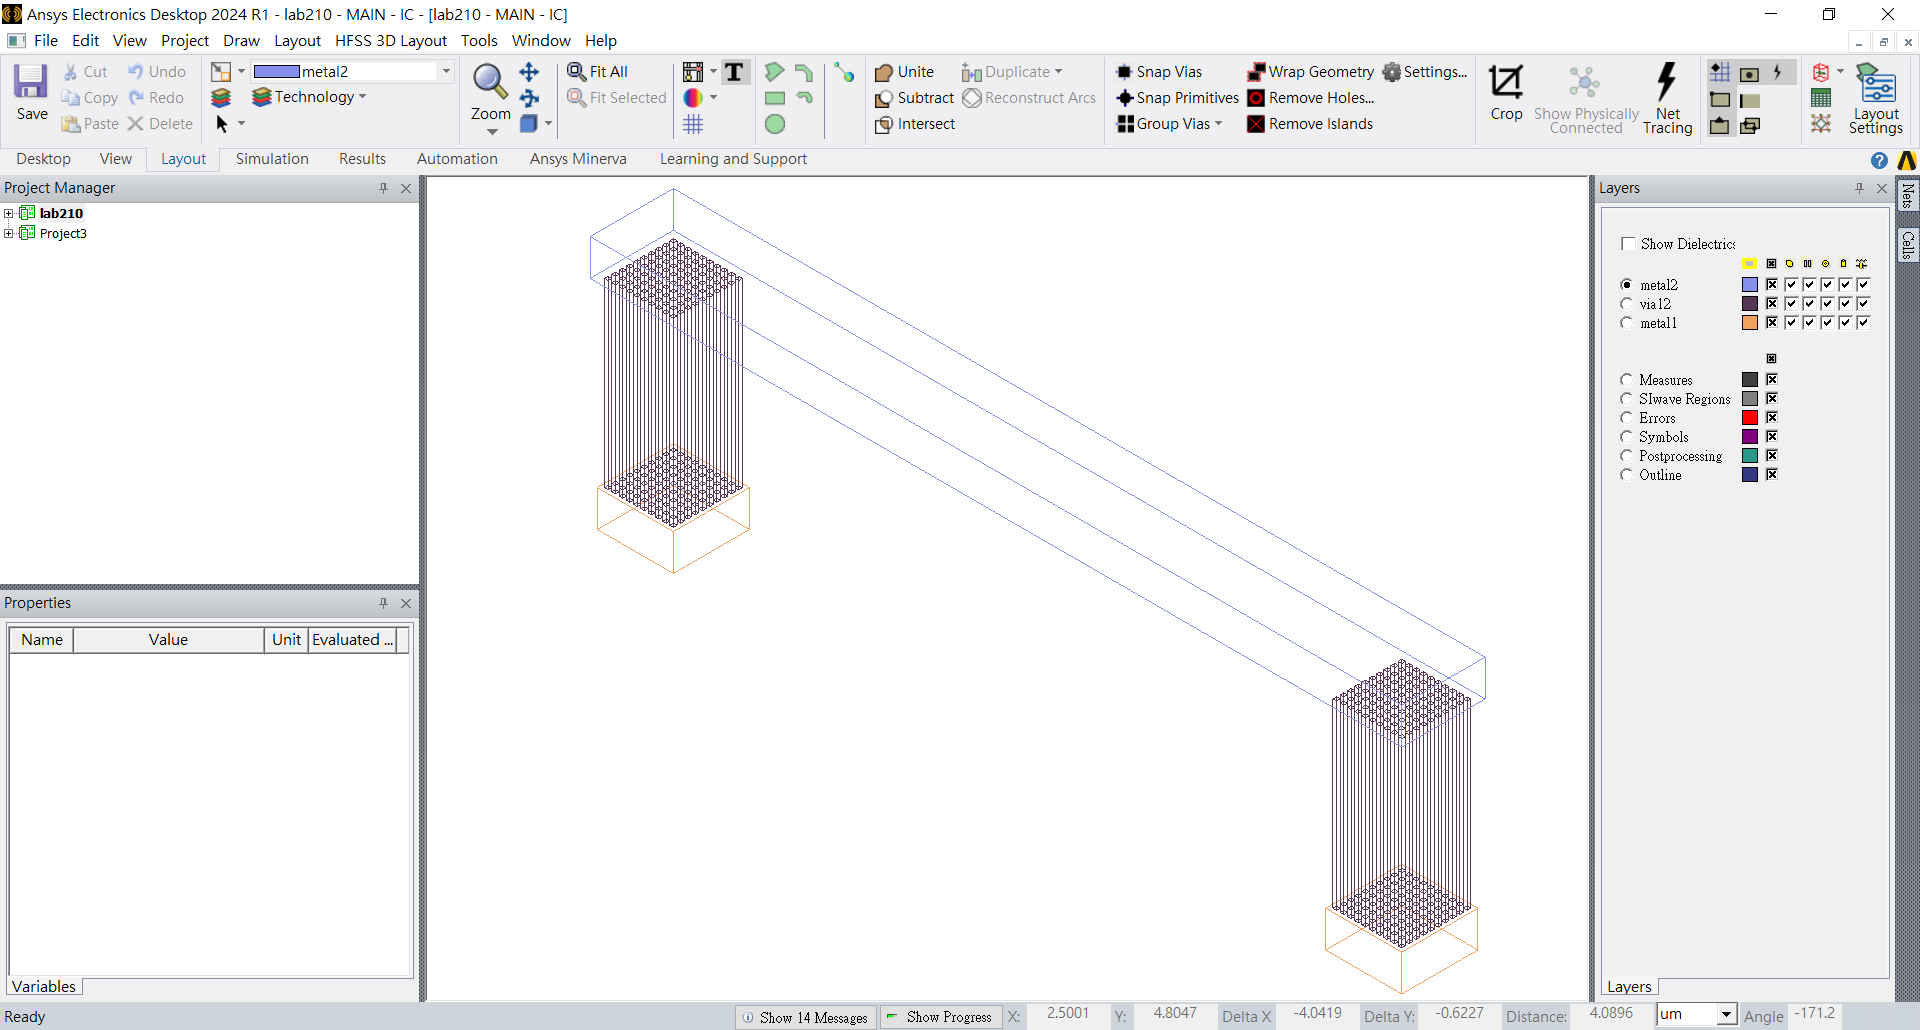 Ansys Electronics Desktop 2024 R1 - lab210 - MAIN - IC - [lab210 - MAIN - IC]
File Edit View Project Draw Layout HFSS 3D Layout Tools Window Help
Save
Cut Undo
Copy Redo
Paste Delete
metal2
Technology
Zoom
Fit All
Fit Selected
T
Unite Duplicate
Subtract Reconstruct Arcs
Intersect
Snap Vias Wrap Geometry Settings...
Snap Primitives Remove Holes...
Group Vias Remove Islands
Crop
Show Physically
Connected
Net
Tracing
Layout
Settings
Desktop View Layout Simulation Results Automation Ansys Minerva Learning and Support
Project Manager
lab210
Project3
Properties
Name Value Unit Evaluated ...
Variables
Layers
Show Dielectrics
metal2
via12
metal1
Measures
SIwave Regions
Errors
Symbols
Postprocessing
Outline
Layers
Nets
Cells
Ready
Show 14 Messages Show Progress X: 2.5001 Y: 4.8047 Delta X -4.0419 Delta Y: -0.6227 Distance: 4.0896 um Angle -171.2